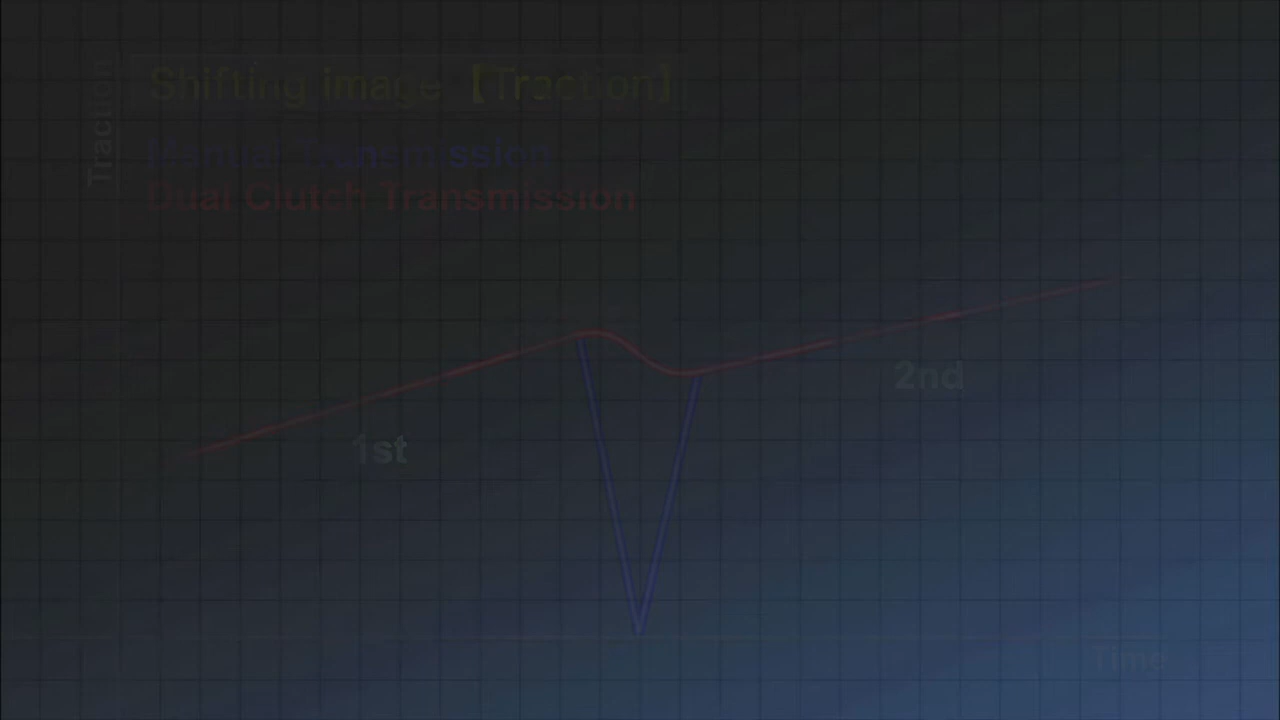 Shifting image【Traction】
Traction
Manual Transmission
Dual Clutch Transmission
2nd
1st
Time